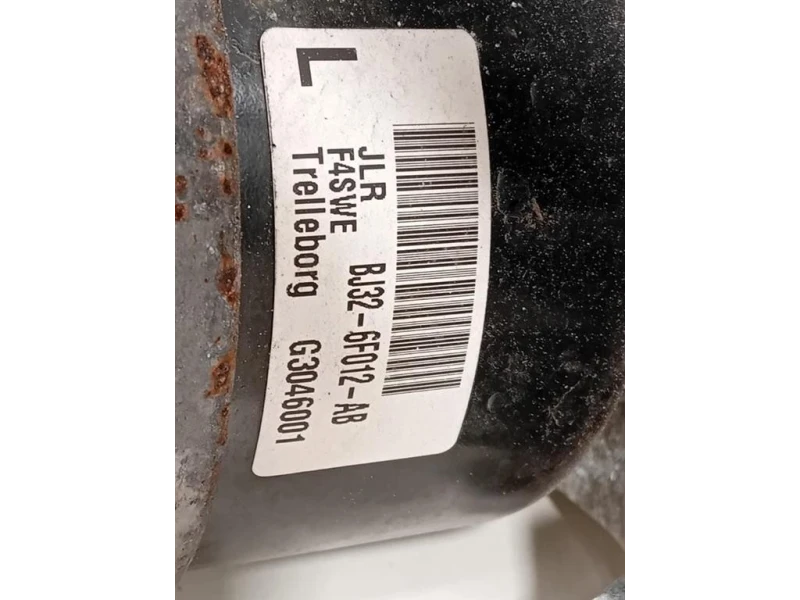 L
JLR BJ32-6F012-AB
F4SWE
Trelleborg G3046001